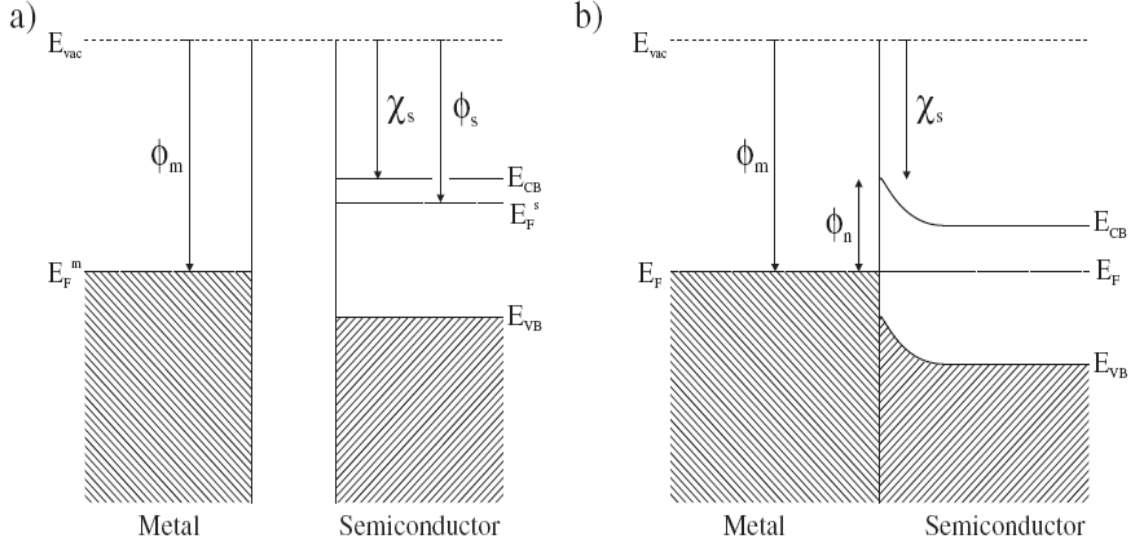 a)
E_vac
ϕ_m
χ_s
ϕ_s
E_CB
E_F^s
E_F^m
E_VB
Metal
Semiconductor
b)
E_vac
ϕ_m
χ_s
ϕ_n
E_CB
E_F
E_F
E_VB
Metal
Semiconductor